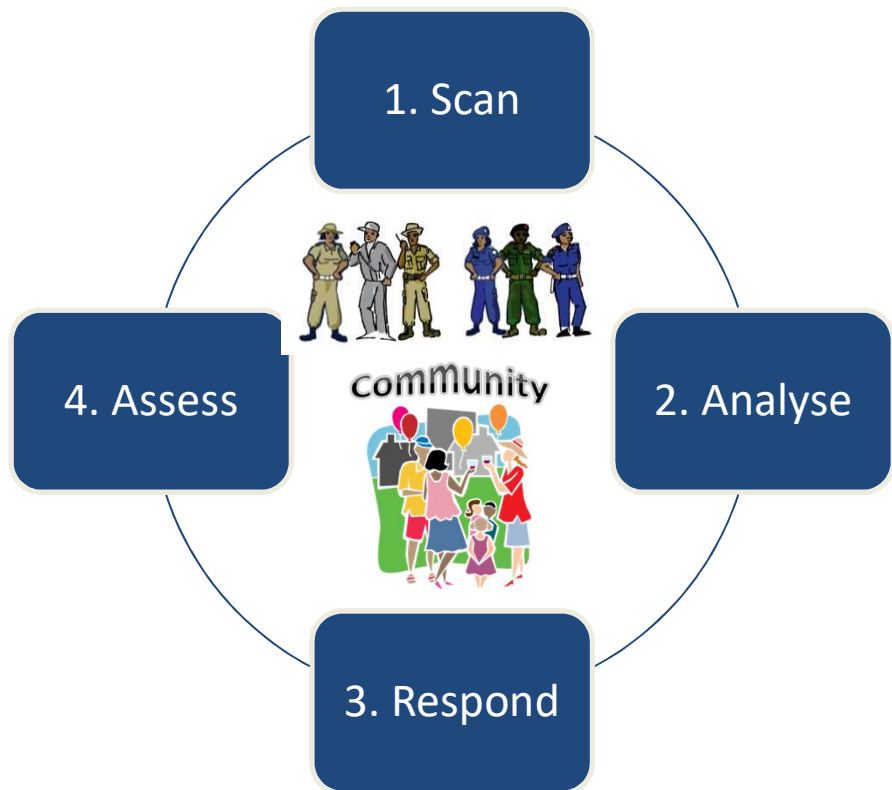 1. Scan
4. Assess
Community
2. Analyse
3. Respond